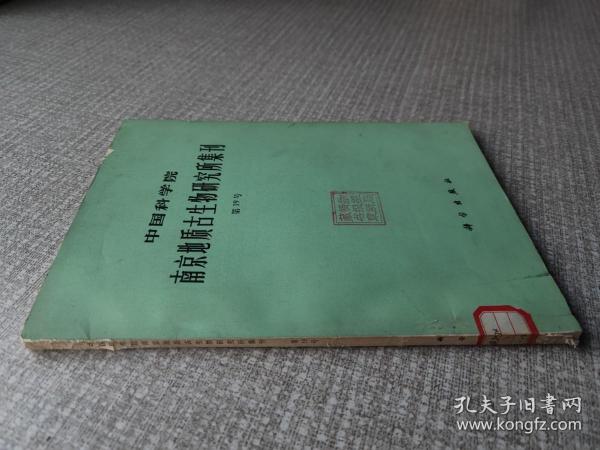 中国科学院
南京地质古生物研究所集刊
第19号
科学出版社
孔夫子旧书网
www.kongfz.com